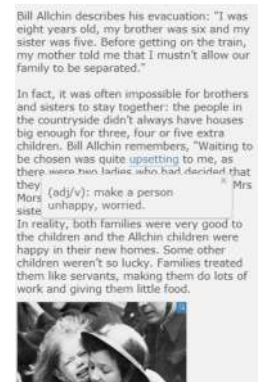 Bill Allchin describes his evacuation: "I was
eight years old, my brother was six and my
sister was five. Before getting on the train,
my mother told me that I mustn't allow our
family to be separated."
In fact, it was often impossible for brothers
and sisters to stay together: the people in
the countryside didn't always have houses
big enough for three, four or five extra
children. Bill Allchin remembers, "Waiting to
be chosen was quite upsetting to me, as
there were two ladies who had decided that
they Mrs
(adj/v): make a person
Mors
unhappy, worried.
siste
In reality, both families were very good to
the children and the Allchin children were
happy in their new homes. Some other
children weren't so lucky. Families treated
them like servants, making them do lots of
work and giving them little food.